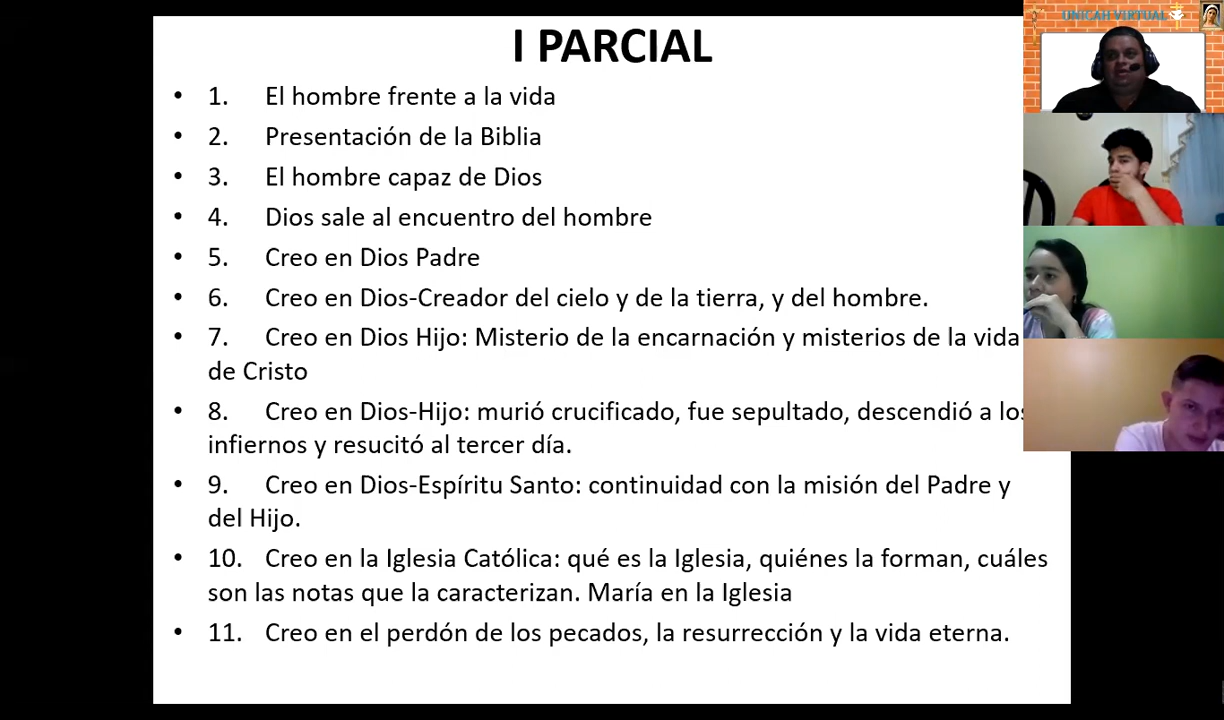 I PARCIAL
• 1. El hombre frente a la vida
• 2. Presentación de la Biblia
• 3. El hombre capaz de Dios
• 4. Dios sale al encuentro del hombre
• 5. Creo en Dios Padre
• 6. Creo en Dios-Creador del cielo y de la tierra, y del hombre.
• 7. Creo en Dios Hijo: Misterio de la encarnación y misterios de la vida
de Cristo
• 8. Creo en Dios-Hijo: murió crucificado, fue sepultado, descendió a los
infiernos y resucitó al tercer día.
• 9. Creo en Dios-Espíritu Santo: continuidad con la misión del Padre y
del Hijo.
• 10. Creo en la Iglesia Católica: qué es la Iglesia, quiénes la forman, cuáles
son las notas que la caracterizan. María en la Iglesia
• 11. Creo en el perdón de los pecados, la resurrección y la vida eterna.
UNICAH VIRTUAL